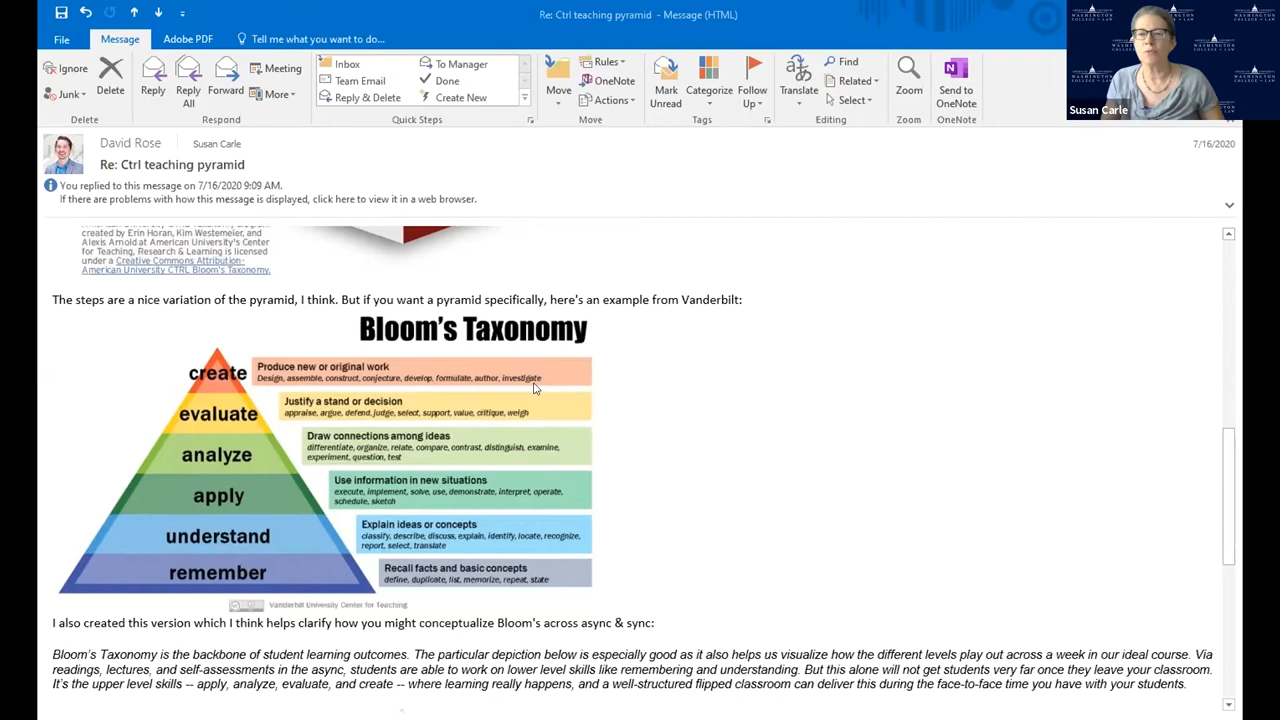 Re: Ctrl teaching pyramid - Message (HTML)
File
Message
Adobe PDF
Tell me what you want to do...
Ignore
Junk
Delete
Reply
Reply All
Forward
Meeting
More
Inbox
Team Email
Reply & Delete
To Manager
Done
Create New
Move
Rules
OneNote
Actions
Mark Unread
Categorize
Follow Up
Translate
Find
Related
Select
Zoom
Send to OneNote
Delete
Respond
Quick Steps
Move
Tags
Editing
Zoom
OneNote
Susan Carle
David Rose
Susan Carle
7/16/2020
Re: Ctrl teaching pyramid
You replied to this message on 7/16/2020 9:09 AM.
If there are problems with how this message is displayed, click here to view it in a web browser.
created by Erin Horan, Kim Westemeier, and
Alexis Arnold at American University's Center
for Teaching, Research & Learning is licensed
under a Creative Commons Attribution-
American University CTRL Bloom's Taxonomy.
The steps are a nice variation of the pyramid, I think. But if you want a pyramid specifically, here's an example from Vanderbilt:
Bloom's Taxonomy
create
Produce new or original work
Design, assemble, construct, conjecture, develop, formulate, author, investigate
evaluate
Justify a stand or decision
appraise, argue, defend, judge, select, support, value, critique, weigh
analyze
Draw connections among ideas
differentiate, organize, relate, compare, contrast, distinguish, examine,
experiment, question, test
apply
Use information in new situations
execute, implement, solve, use, demonstrate, interpret, operate,
schedule, sketch
understand
Explain ideas or concepts
classify, describe, discuss, explain, identify, locate, recognize,
report, select, translate
remember
Recall facts and basic concepts
define, duplicate, list, memorize, repeat, state
Vanderbilt University Center for Teaching
I also created this version which I think helps clarify how you might conceptualize Bloom's across async & sync:
Bloom's Taxonomy is the backbone of student learning outcomes. The particular depiction below is especially good as it also helps us visualize how the different levels play out across a week in our ideal course. Via
readings, lectures, and self-assessments in the async, students are able to work on lower level skills like remembering and understanding. But this alone will not get students very far once they leave your classroom.
It's the upper level skills -- apply, analyze, evaluate, and create -- where learning really happens, and a well-structured flipped classroom can deliver this during the face-to-face time you have with your students.